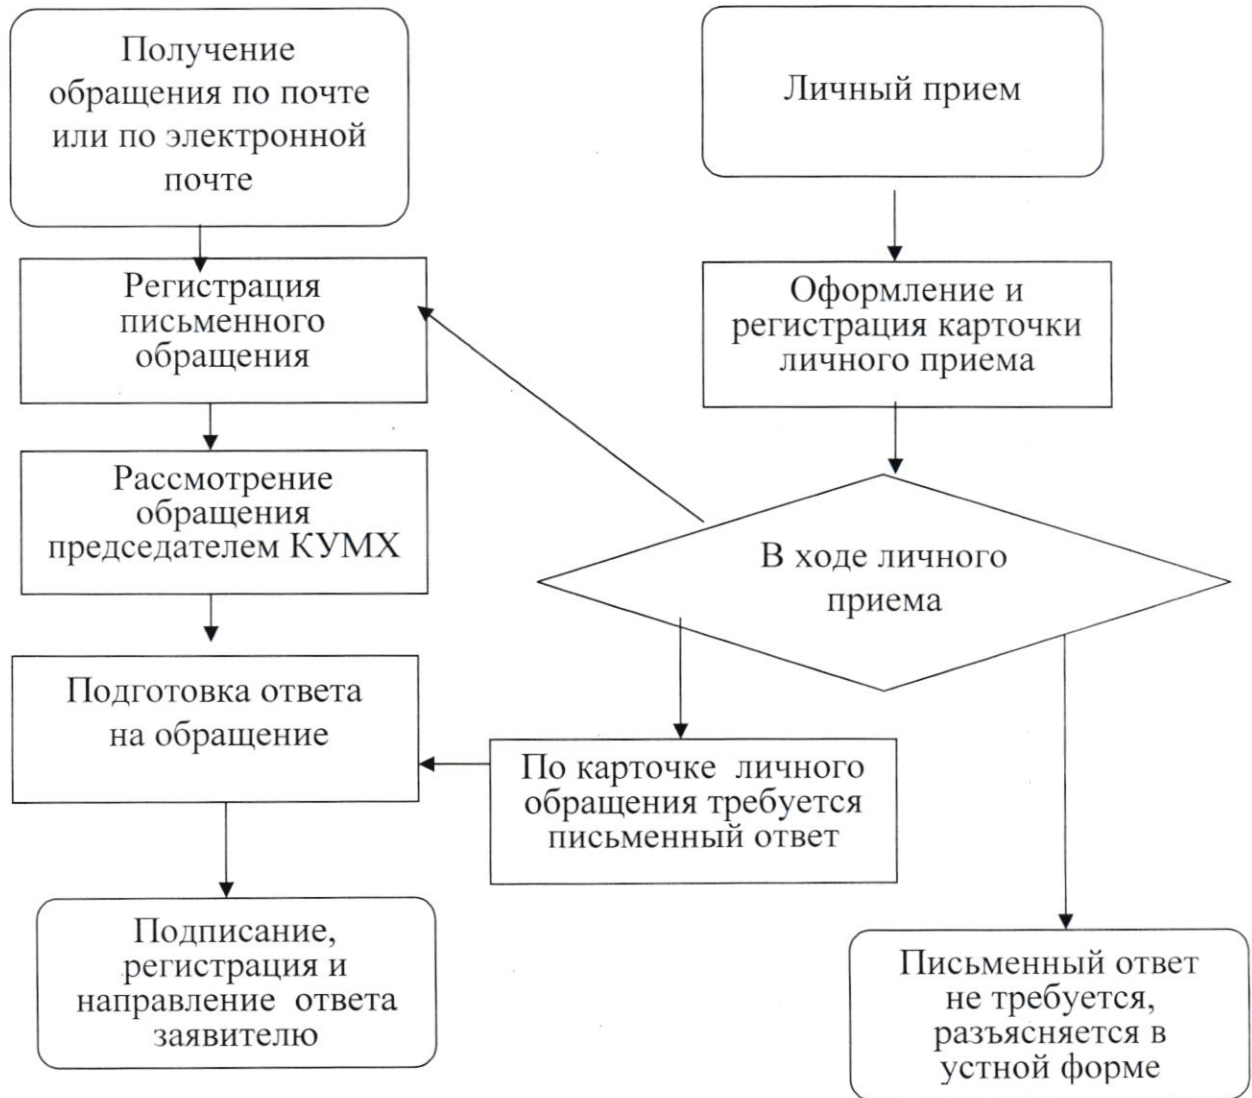 Получение
обращения по почте
или по электронной
почте
Личный прием
Регистрация
письменного
обращения
Оформление и
регистрация карточки
личного приема
Рассмотрение
обращения
председателем КУМХ
В ходе личного
приема
Подготовка ответа
на обращение
По карточке личного
обращения требуется
письменный ответ
Подписание,
регистрация и
направление ответа
заявителю
Письменный ответ
не требуется,
разъясняется в
устной форме